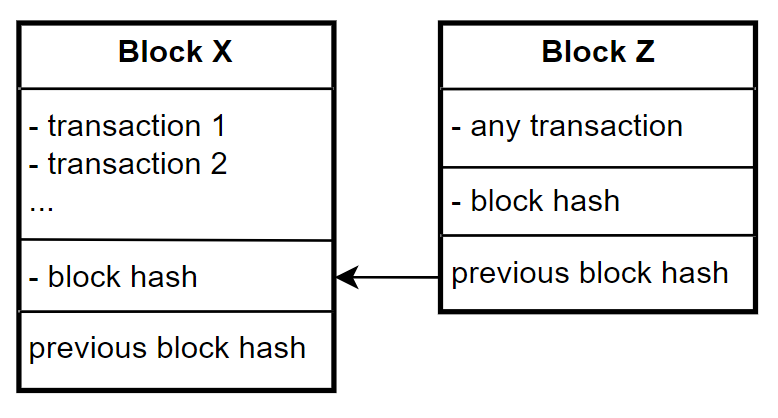 Block X
- transaction 1
- transaction 2
...
- block hash
previous block hash
Block Z
- any transaction
- block hash
previous block hash